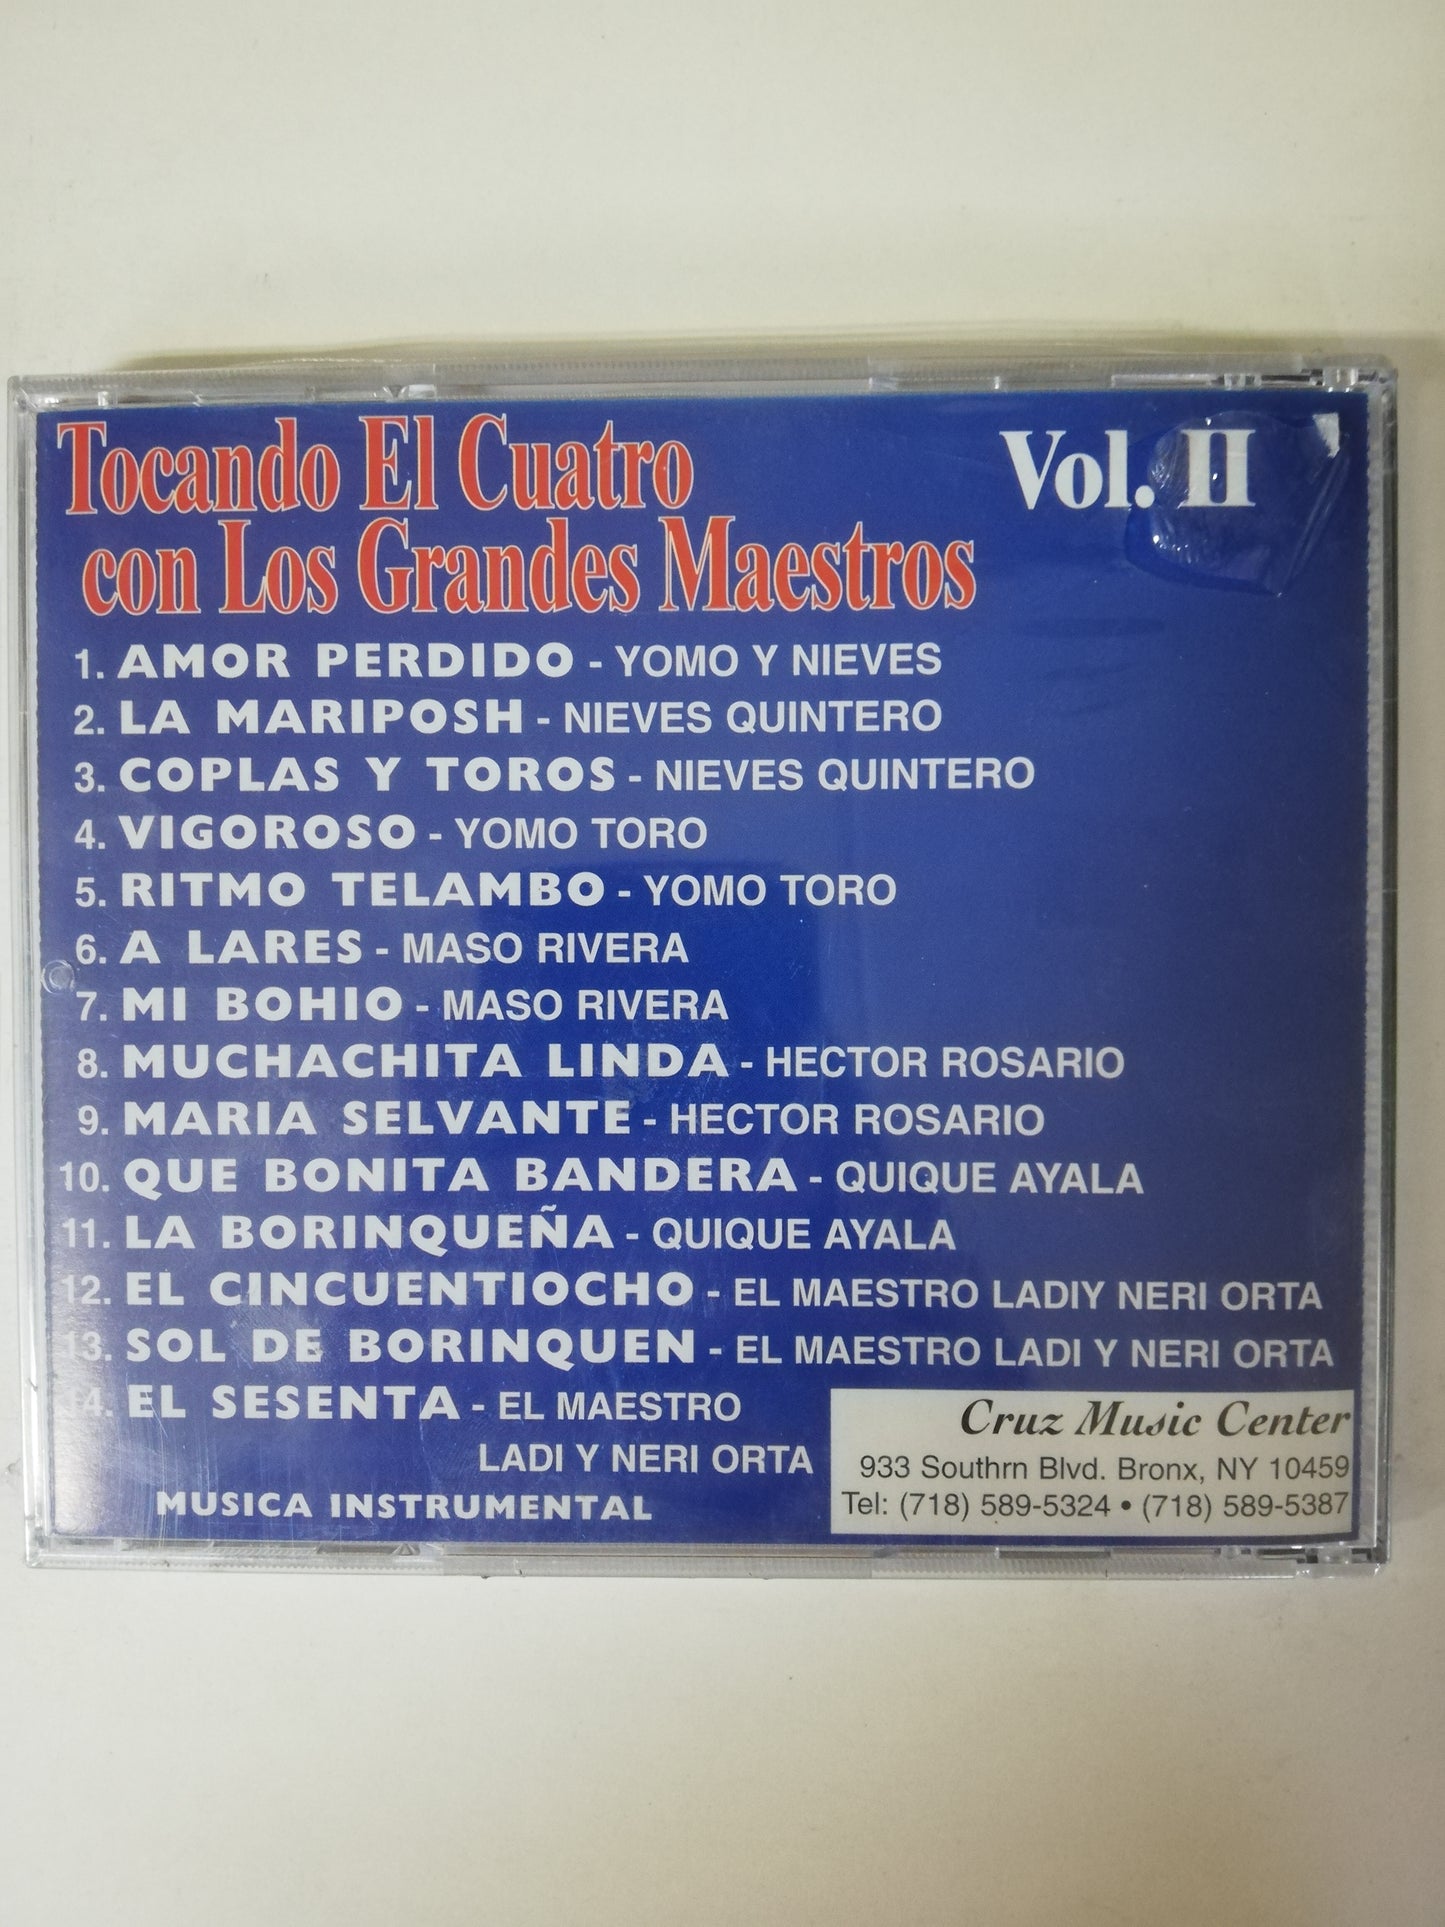 Tocando El Cuatro
con Los Grandes Maestros
Vol. II
1. AMOR PERDIDO - YOMO Y NIEVES
2. LA MARIPOSH - NIEVES QUINTERO
3. COPLAS Y TOROS - NIEVES QUINTERO
4. VIGOROSO - YOMO TORO
5. RITMO TELAMBO - YOMO TORO
6. A LARES - MASO RIVERA
7. MI BOHIO - MASO RIVERA
8. MUCHACHITA LINDA - HECTOR ROSARIO
9. MARIA SELVANTE - HECTOR ROSARIO
10. QUE BONITA BANDERA - QUIQUE AYALA
11. LA BORINQUEÑA - QUIQUE AYALA
12. EL CINCUENTIOCHO - EL MAESTRO LADIY NERI ORTA
13. SOL DE BORINQUEN - EL MAESTRO LADI Y NERI ORTA
14. EL SESENTA - EL MAESTRO
LADI Y NERI ORTA
MUSICA INSTRUMENTAL
Cruz Music Center
933 Southrn Blvd. Bronx, NY 10459
Tel: (718) 589-5324 • (718) 589-5387